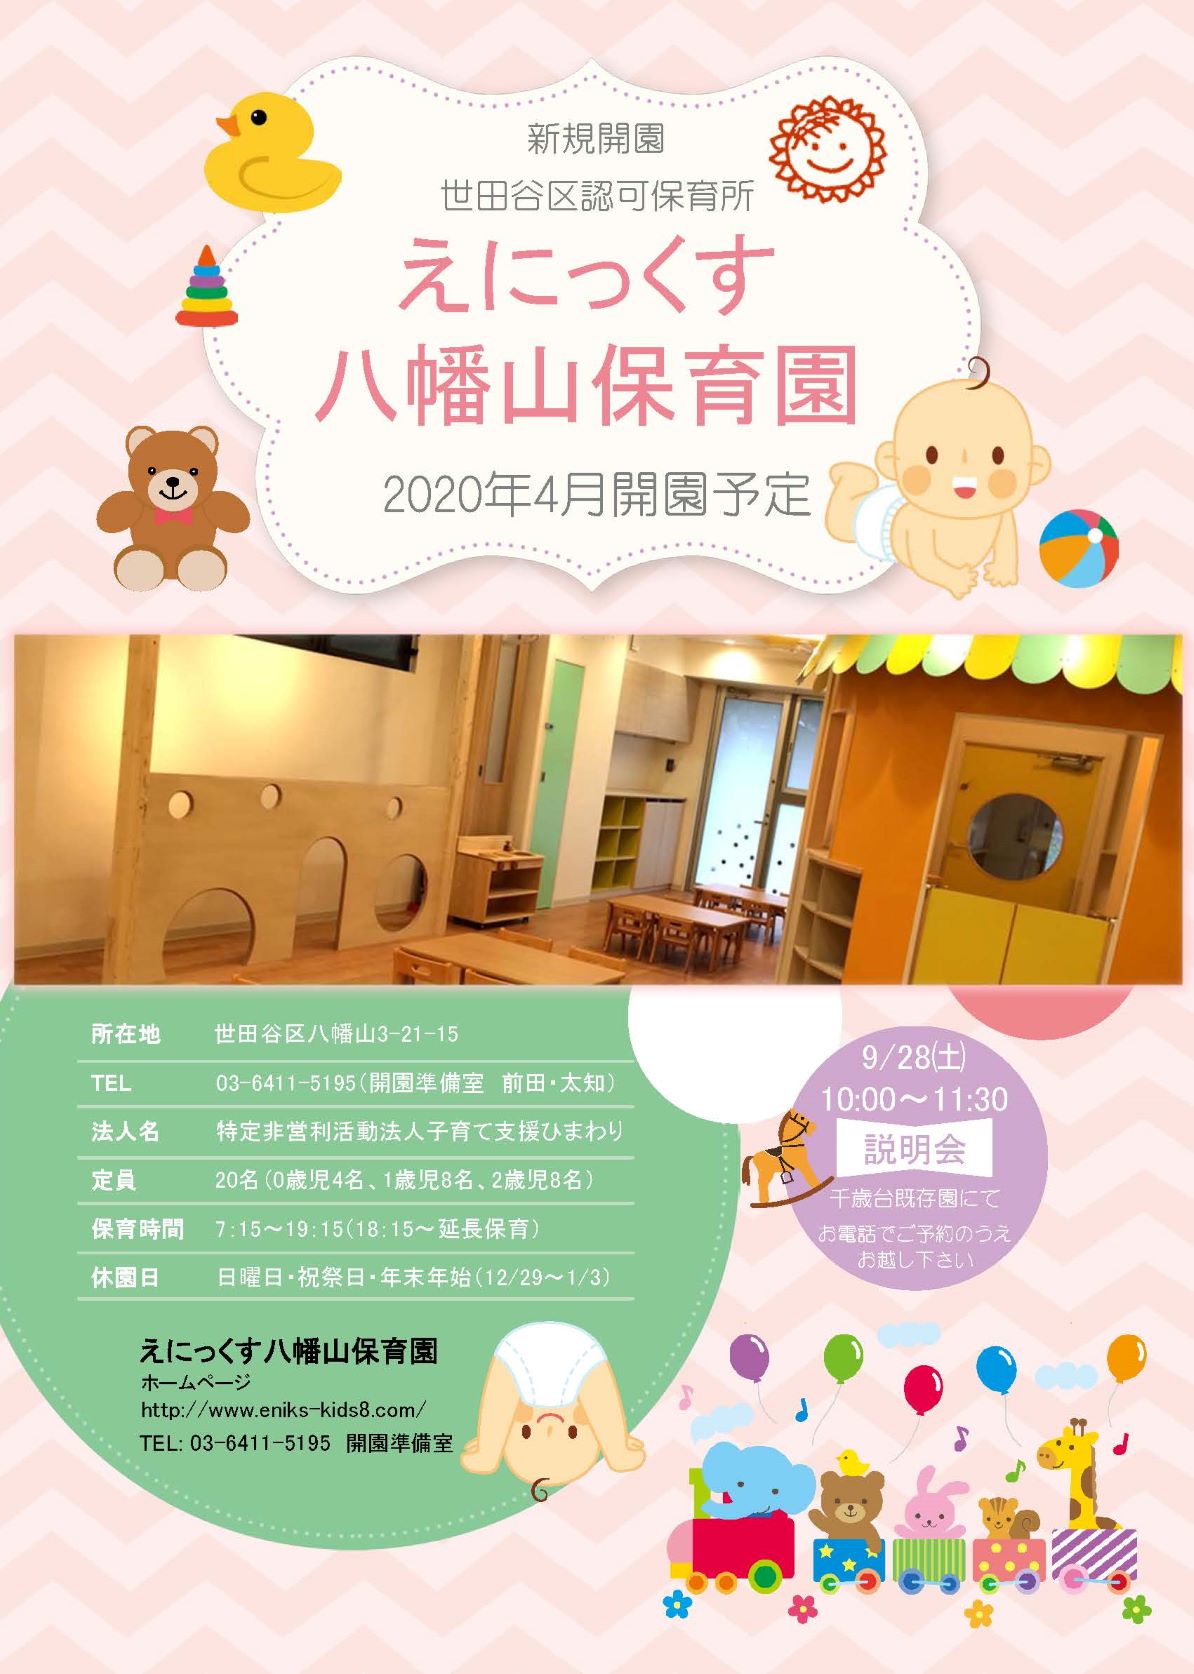 新規開園
世田谷区認可保育所
えにっくす
八幡山保育園
2020年4月開園予定
所在地 世田谷区八幡山3-21-15
TEL 03-6411-5195（開園準備室 前田・太知）
法人名 特定非営利活動法人子育て支援ひまわり
定員 20名（0歳児4名、1歳児8名、2歳児8名）
保育時間 7:15～19:15（18:15～延長保育）
休園日 日曜日・祝祭日・年末年始（12/29～1/3）
えにっくす八幡山保育園
ホームページ
http://www.eniks-kids8.com/
TEL: 03-6411-5195 開園準備室
9/28㈯
10:00～11:30
説明会
千歳台既存園にて
お電話でご予約のうえ
お越し下さい